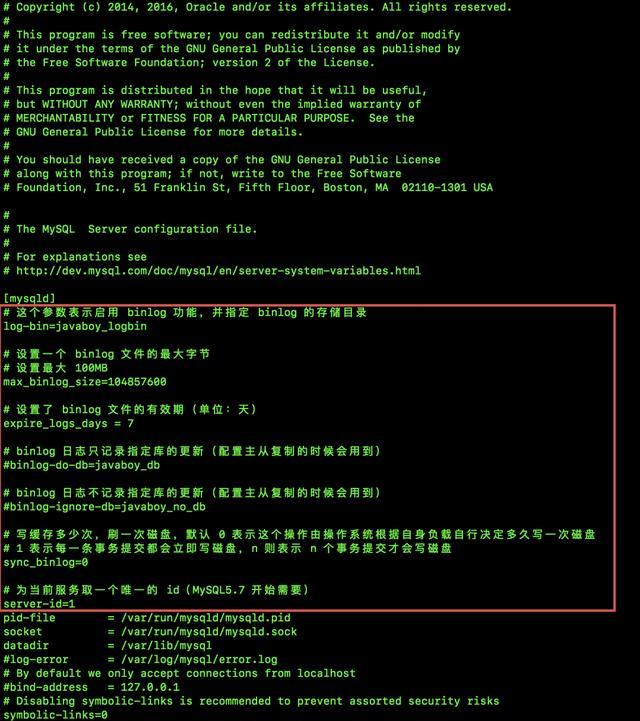 # Copyright (c) 2014, 2016, Oracle and/or its affiliates. All rights reserved.
#
# This program is free software; you can redistribute it and/or modify
# it under the terms of the GNU General Public License as published by
# the Free Software Foundation; version 2 of the License.
#
# This program is distributed in the hope that it will be useful,
# but WITHOUT ANY WARRANTY; without even the implied warranty of
# MERCHANTABILITY or FITNESS FOR A PARTICULAR PURPOSE.  See the
# GNU General Public License for more details.
#
# You should have received a copy of the GNU General Public License
# along with this program; if not, write to the Free Software
# Foundation, Inc., 51 Franklin St, Fifth Floor, Boston, MA  02110-1301 USA

#
# The MySQL  Server configuration file.
#
# For explanations see
# http://dev.mysql.com/doc/mysql/en/server-system-variables.html

[mysqld]
# 这个参数表示启用 binlog 功能，并指定 binlog 的存储目录
log-bin=javaboy_logbin

# 设置一个 binlog 文件的最大字节
# 设置最大 100MB
max_binlog_size=104857600

# 设置了 binlog 文件的有效期（单位：天）
expire_logs_days = 7

# binlog 日志只记录指定库的更新（配置主从复制的时候会用到）
#binlog-do-db=javaboy_db

# binlog 日志不记录指定库的更新（配置主从复制的时候会用到）
#binlog-ignore-db=javaboy_no_db

# 写缓存多少次，刷一次磁盘，默认 0 表示这个操作由操作系统根据自身负载自行决定多久写一次磁盘
# 1 表示每一条事务提交都会立即写磁盘，n 则表示 n 个事务提交才会写磁盘
sync_binlog=0

# 为当前服务取一个唯一的 id（MySQL5.7 开始需要）
server-id=1
pid-file        = /var/run/mysqld/mysqld.pid
socket          = /var/run/mysqld/mysqld.sock
datadir         = /var/lib/mysql
#log-error      = /var/log/mysql/error.log
# By default we only accept connections from localhost
#bind-address   = 127.0.0.1
# Disabling symbolic-links is recommended to prevent assorted security risks
symbolic-links=0